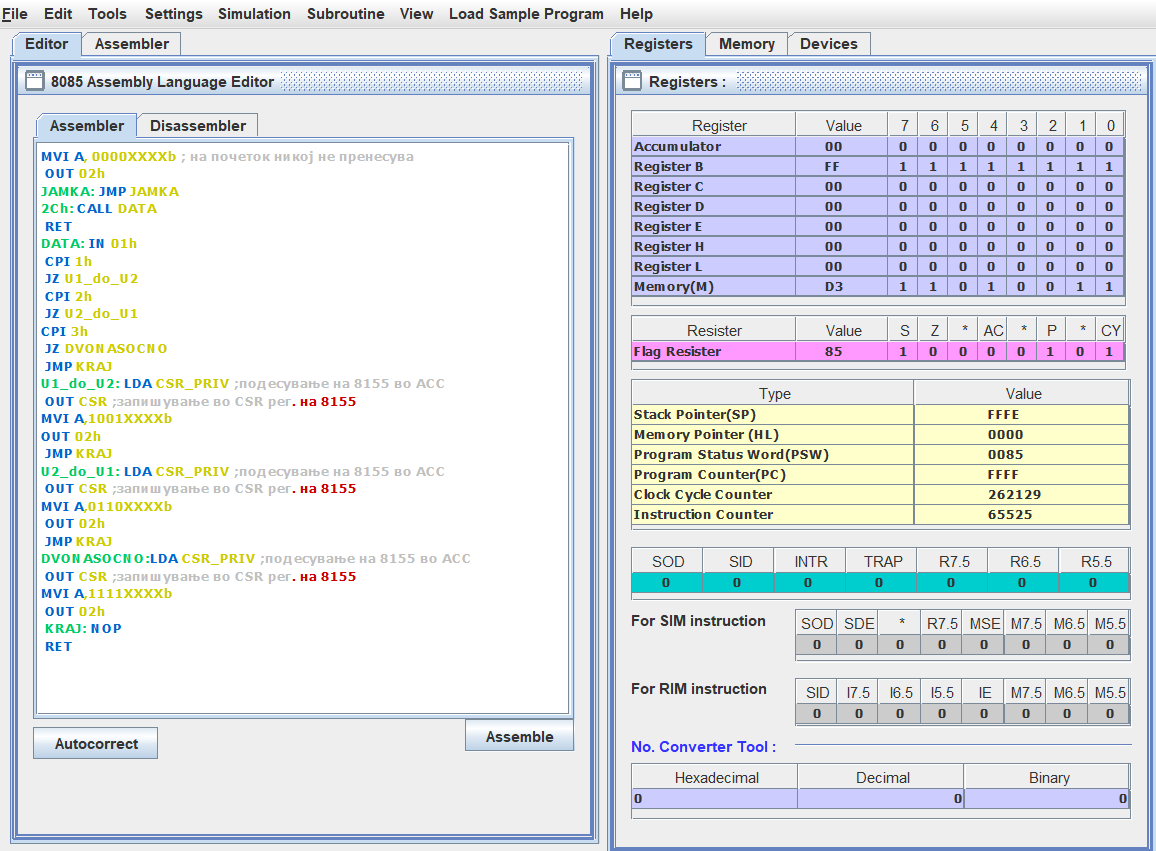 File Edit Tools Settings Simulation Subroutine View Load Sample Program Help
Editor Assembler
8085 Assembly Language Editor
Assembler Disassembler
MVI A, 0000XXXXb ; на почеток никој не пренесува
OUT 02h
JAMKA: JMP JAMKA
2Ch: CALL DATA
RET
DATA: IN 01h
CPI 1h
JZ U1_do_U2
CPI 2h
JZ U2_do_U1
CPI 3h
JZ DVONASOCNO
JMP KRAJ
U1_do_U2: LDA CSR_PRIV ;подесување на 8155 во ACC
OUT CSR ;запишување во CSR рег. на 8155
MVI A,1001XXXXb
OUT 02h
JMP KRAJ
U2_do_U1: LDA CSR_PRIV ;подесување на 8155 во ACC
OUT CSR ;запишување во CSR рег. на 8155
MVI A,0110XXXXb
OUT 02h
JMP KRAJ
DVONASOCNO:LDA CSR_PRIV ;подесување на 8155 во ACC
OUT CSR ;запишување во CSR рег. на 8155
MVI A,1111XXXXb
OUT 02h
KRAJ: NOP
RET
Autocorrect Assemble
Registers Memory Devices
Registers :
Register Value 7 6 5 4 3 2 1 0
Accumulator 00 0 0 0 0 0 0 0 0
Register B FF 1 1 1 1 1 1 1 1
Register C 00 0 0 0 0 0 0 0 0
Register D 00 0 0 0 0 0 0 0 0
Register E 00 0 0 0 0 0 0 0 0
Register H 00 0 0 0 0 0 0 0 0
Register L 00 0 0 0 0 0 0 0 0
Memory(M) D3 1 1 0 1 0 0 1 1
Resister Value S Z * AC * P * CY
Flag Resister 85 1 0 0 0 0 1 0 1
Type Value
Stack Pointer(SP) FFFE
Memory Pointer (HL) 0000
Program Status Word(PSW) 0085
Program Counter(PC) FFFF
Clock Cycle Counter 262129
Instruction Counter 65525
SOD SID INTR TRAP R7.5 R6.5 R5.5
0 0 0 0 0 0 0
For SIM instruction
SOD SDE * R7.5 MSE M7.5 M6.5 M5.5
0 0 0 0 0 0 0 0
For RIM instruction
SID I7.5 I6.5 I5.5 IE M7.5 M6.5 M5.5
0 0 0 0 0 0 0 0
No. Converter Tool :
Hexadecimal Decimal Binary
0 0 0